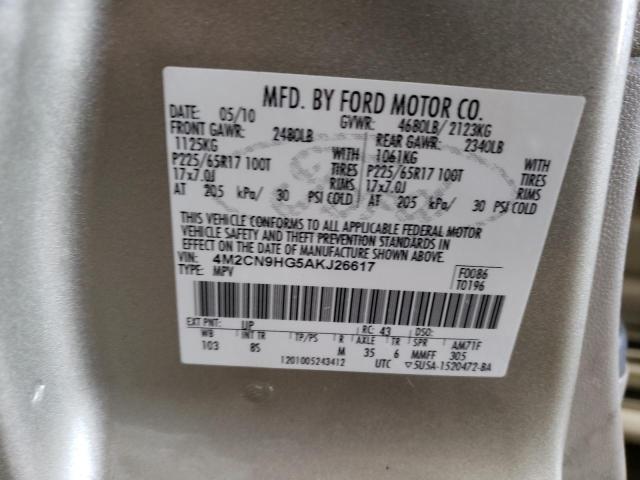 MFD. BY FORD MOTOR CO.
DATE: 05/10 GVWR: 4680LB/ 2123KG
FRONT GAWR: 2480LB REAR GAWR: 2340LB
1125KG WITH 1061KG WITH
P225/65R17 100T TIRES P225/65R17 100T TIRES
17x7.0J RIMS 17x7.0J RIMS
AT 205 kPa/ 30 PSI COLD AT 205 kPa/ 30 PSI COLD
THIS VEHICLE CONFORMS TO ALL APPLICABLE FEDERAL MOTOR
VEHICLE SAFETY AND THEFT PREVENTION STANDARDS IN
EFFECT ON THE DATE OF MANUFACTURE SHOWN ABOVE.
VIN: 4M2CN9HG5AKJ26617 F0086
TYPE: MPV T0196
EXT PNT: UP RC: 43 DSO:
WB INT TR TP/PS R AXLE TR SPR AM71F
103 BS M 35 6 MMFF 305
1201005243412 UTC ▽5U5A-1520472-BA